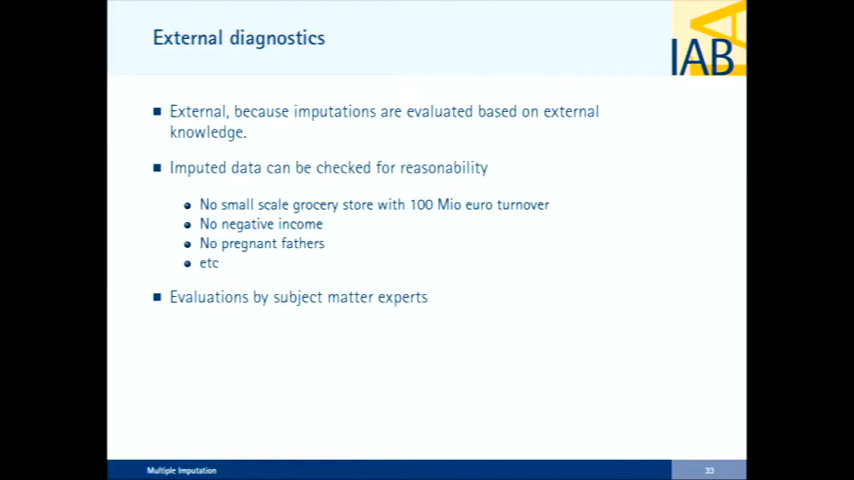 External diagnostics
IAB
External, because imputations are evaluated based on external
knowledge.
Imputed data can be checked for reasonability
No small scale grocery store with 100 Mio euro turnover
No negative income
No pregnant fathers
etc
Evaluations by subject matter experts
Multiple Imputation
33